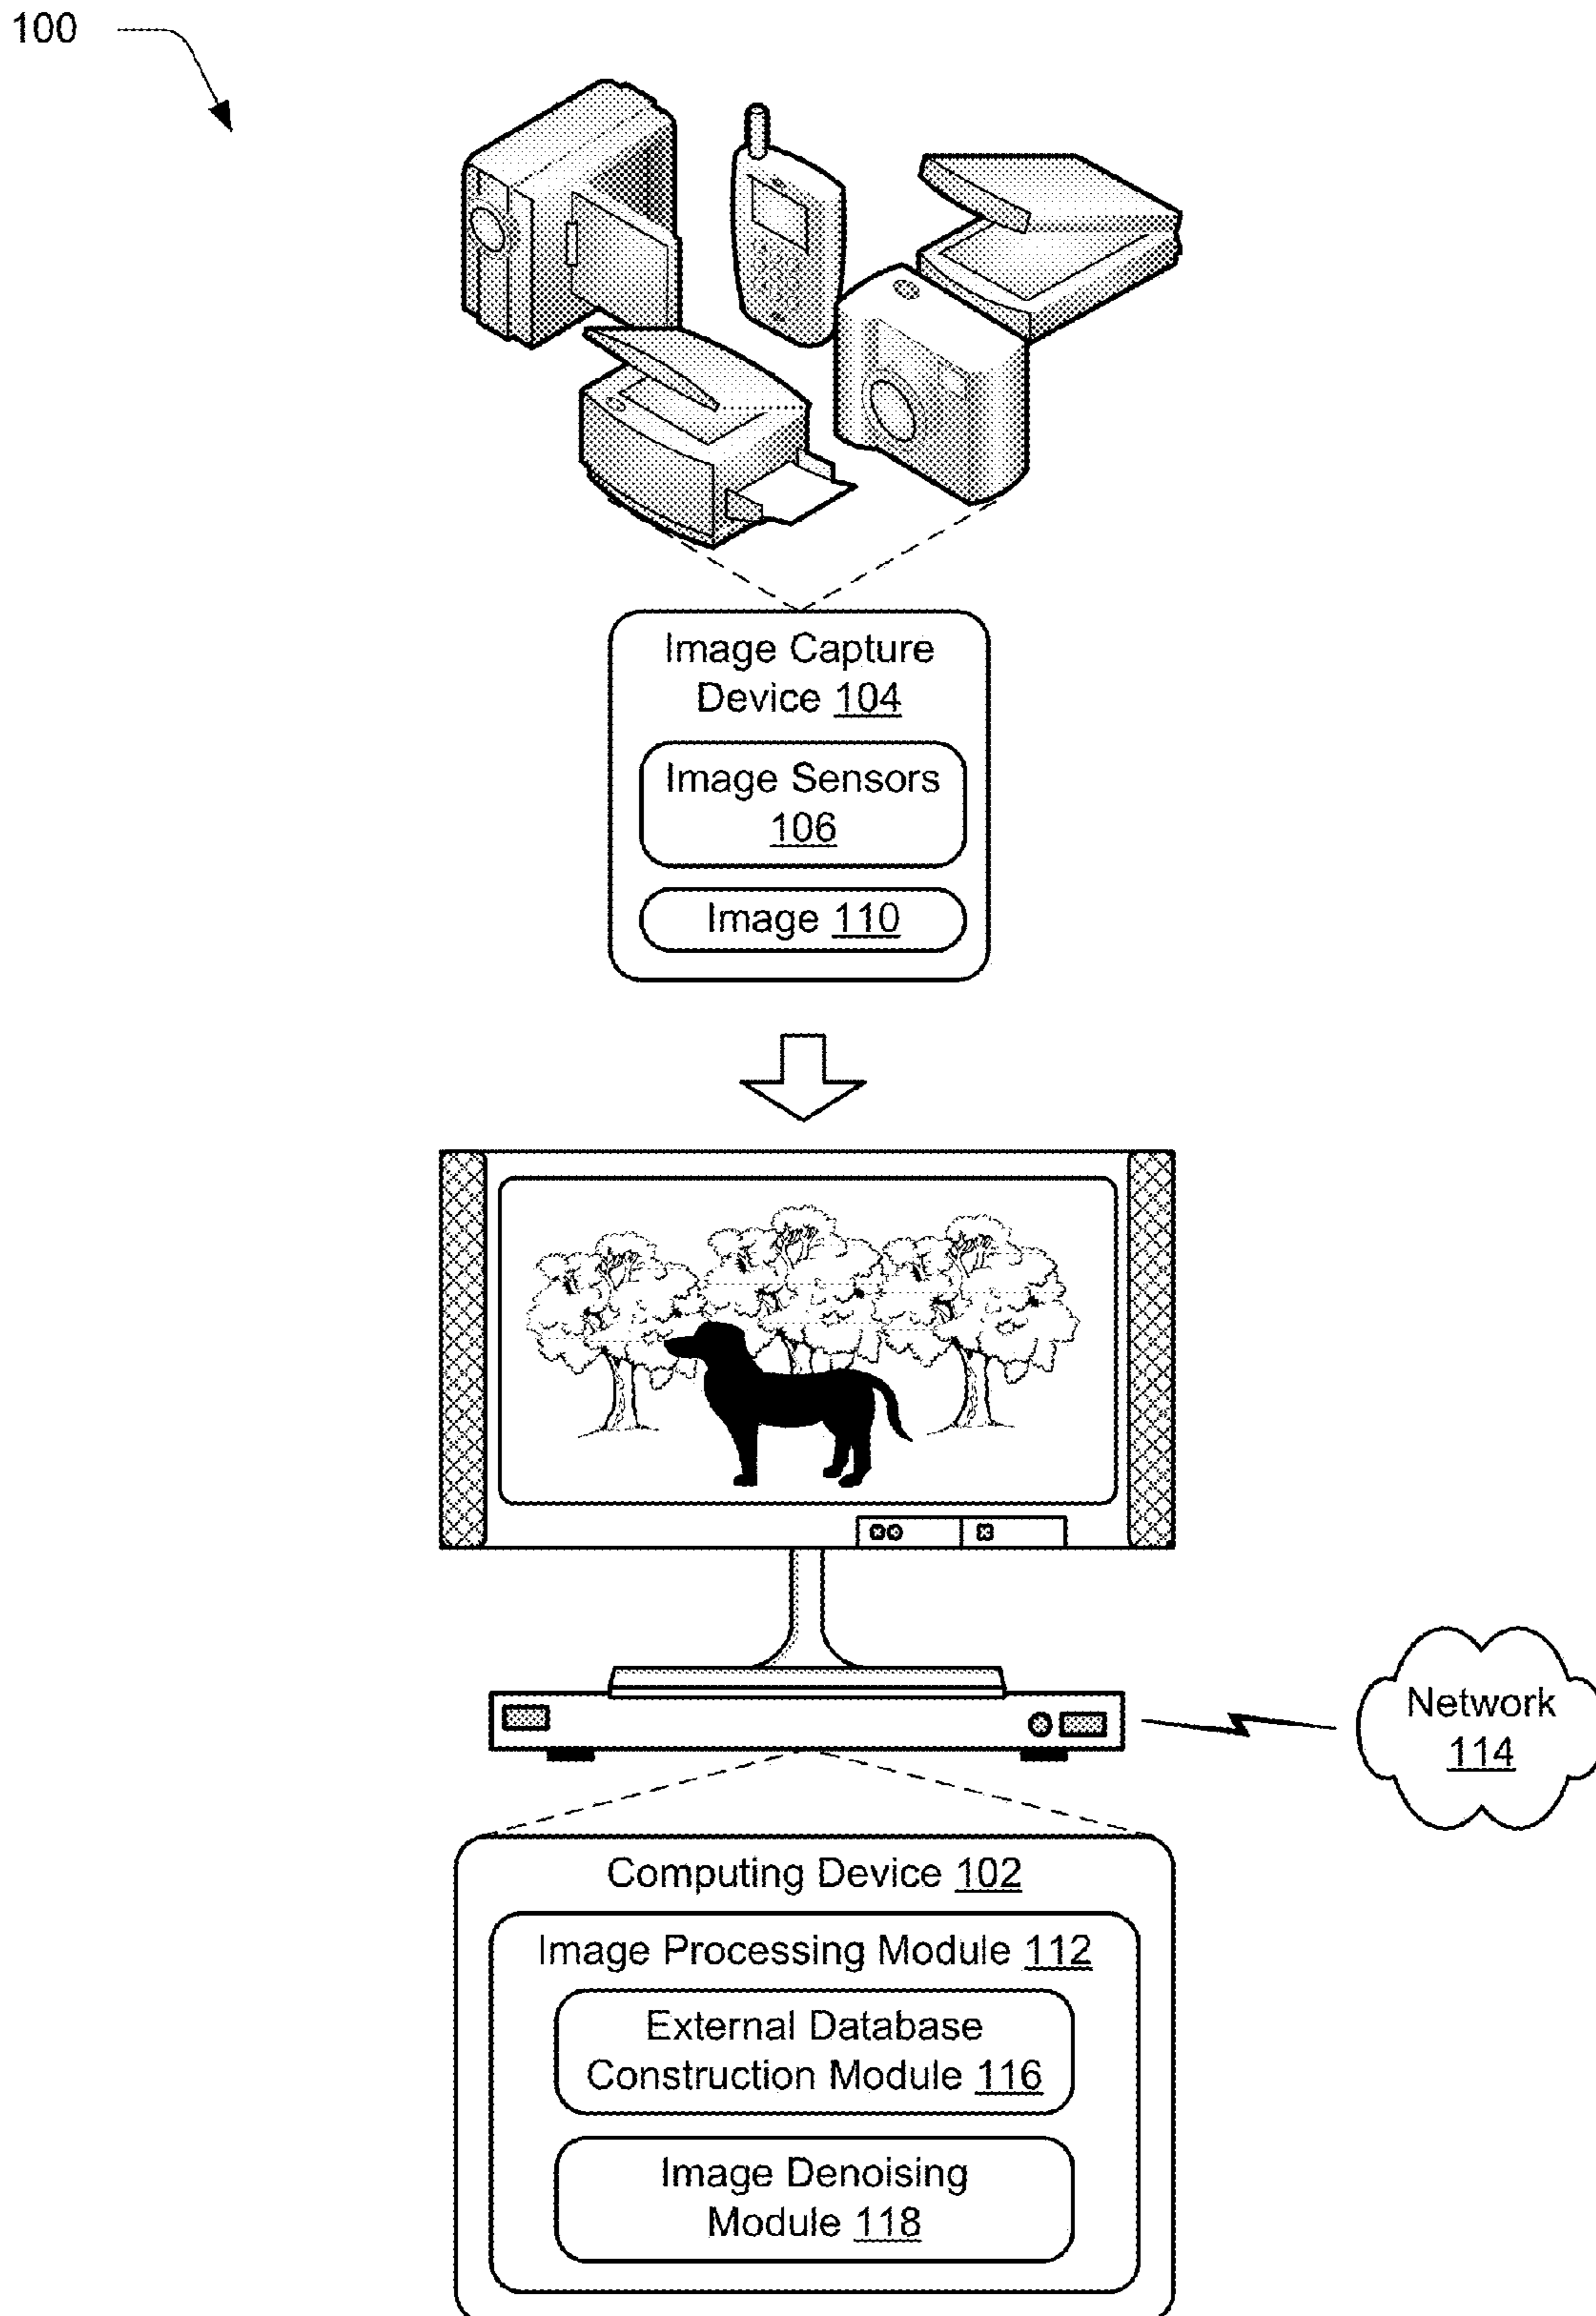 100
Image Capture
Device 104
Image Sensors
106
Image 110
Network
114
Computing Device 102
Image Processing Module 112
External Database
Construction Module 116
Image Denoising
Module 118